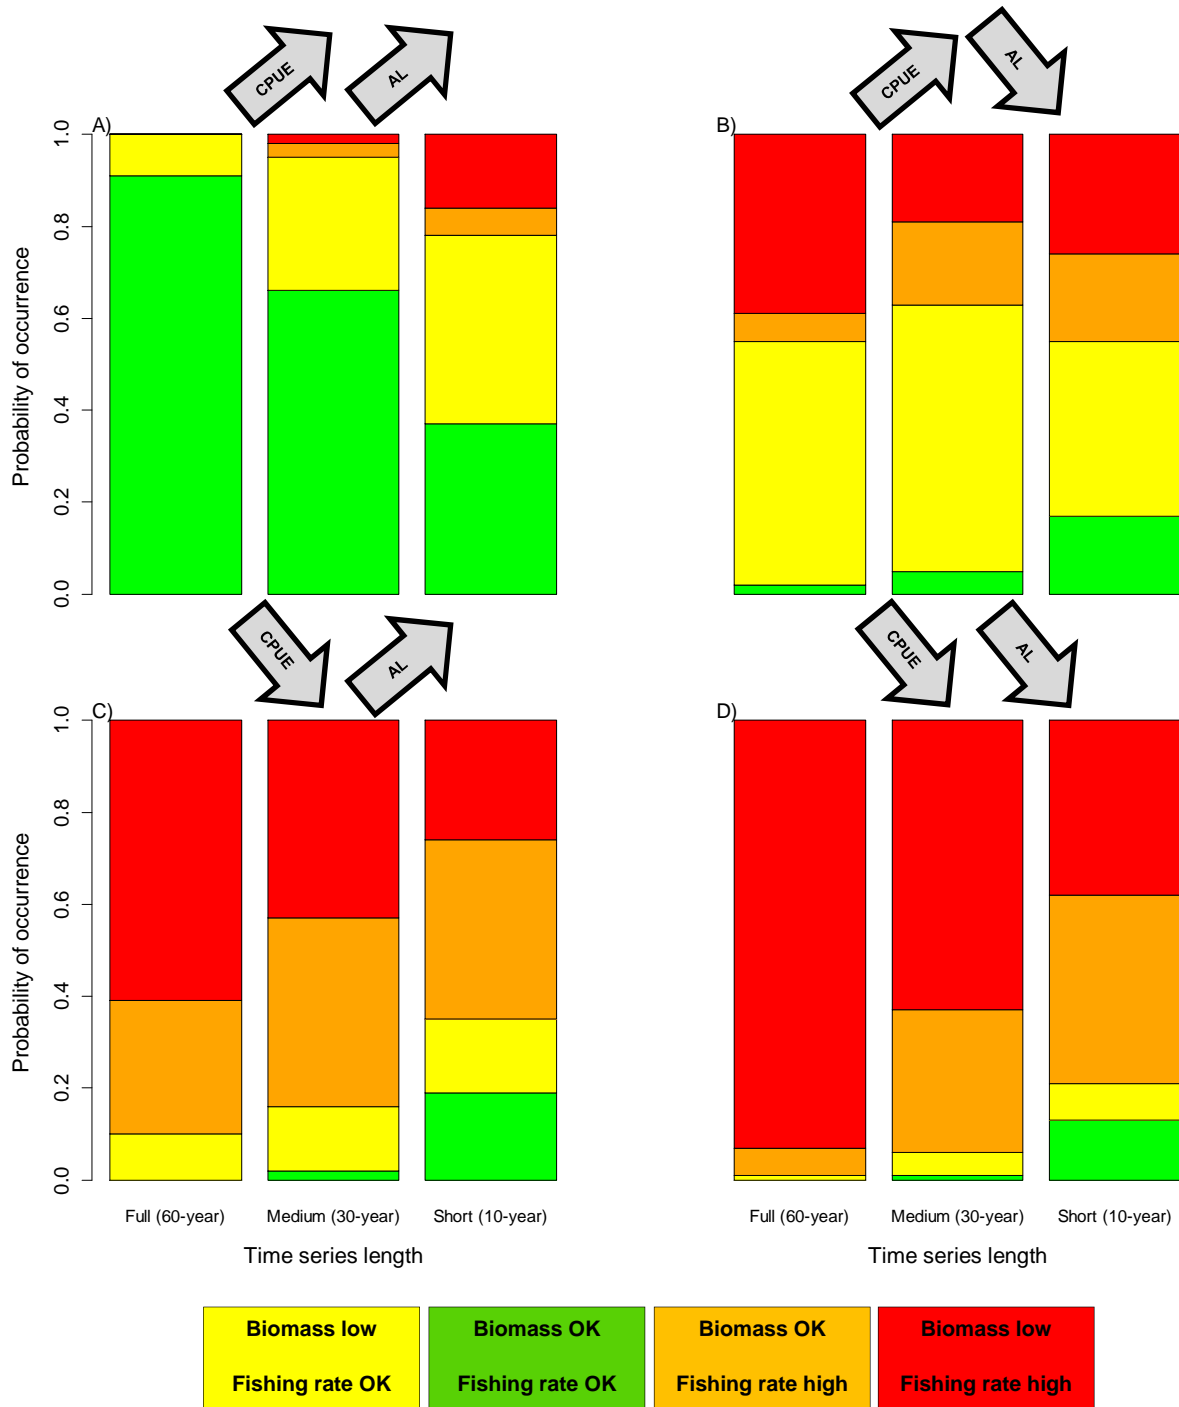 CPUE
AL
CPUE
AL
A)
B)
Probability of occurrence
1.0
0.8
0.6
0.4
0.2
0.0
CPUE
AL
CPUE
AL
C)
D)
Probability of occurrence
1.0
0.8
0.6
0.4
0.2
0.0
Full (60-year) Medium (30-year) Short (10-year)
Full (60-year) Medium (30-year) Short (10-year)
Time series length
Time series length
Biomass low
Fishing rate OK
Biomass OK
Fishing rate OK
Biomass OK
Fishing rate high
Biomass low
Fishing rate high